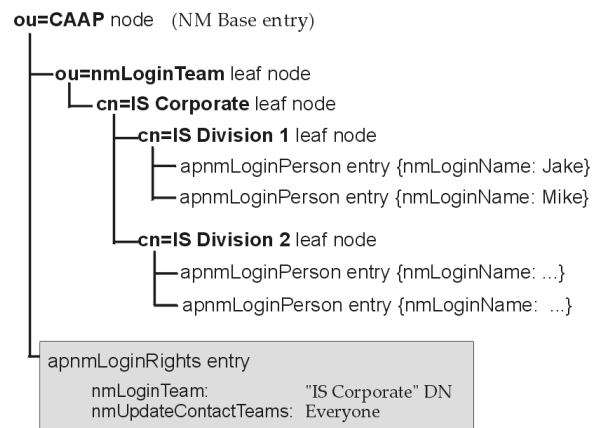 ou=CAAP node (NM Base entry)
ou=nmLoginTeam leaf node
cn=IS Corporate leaf node
cn=IS Division 1 leaf node
apnmLoginPerson entry {nmLoginName: Jake}
apnmLoginPerson entry {nmLoginName: Mike}
cn=IS Division 2 leaf node
apnmLoginPerson entry {nmLoginName: ...}
apnmLoginPerson entry {nmLoginName: ...}
apnmLoginRights entry
nmLoginTeam: "IS Corporate" DN
nmUpdateContactTeams: Everyone